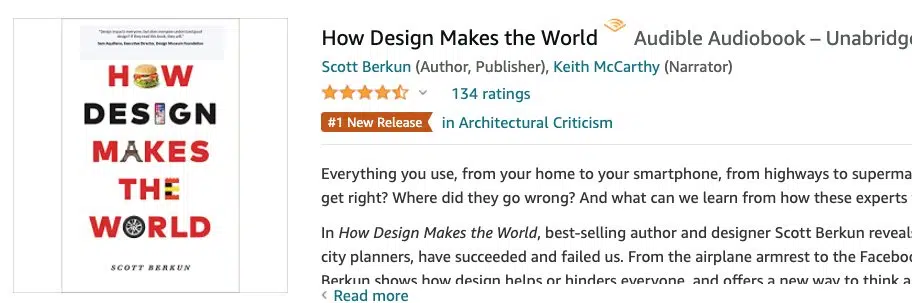 "Design impacts everyone, but does everyone understand good
design? If they read this book, they will."
Sam Aquillano, Executive Director, Design Museum Foundation
HOW
DESIGN
MAKES
THE
WORLD
SCOTT BERKUN
How Design Makes the World Audible Audiobook – Unabridge
Scott Berkun (Author, Publisher), Keith McCarthy (Narrator)
134 ratings
#1 New Release in Architectural Criticism
Everything you use, from your home to your smartphone, from highways to superma
get right? Where did they go wrong? And what can we learn from how these experts
In How Design Makes the World, best-selling author and designer Scott Berkun reveals
city planners, have succeeded and failed us. From the airplane armrest to the Faceboo
Berkun shows how design helps or hinders everyone, and offers a new way to think a
Read more